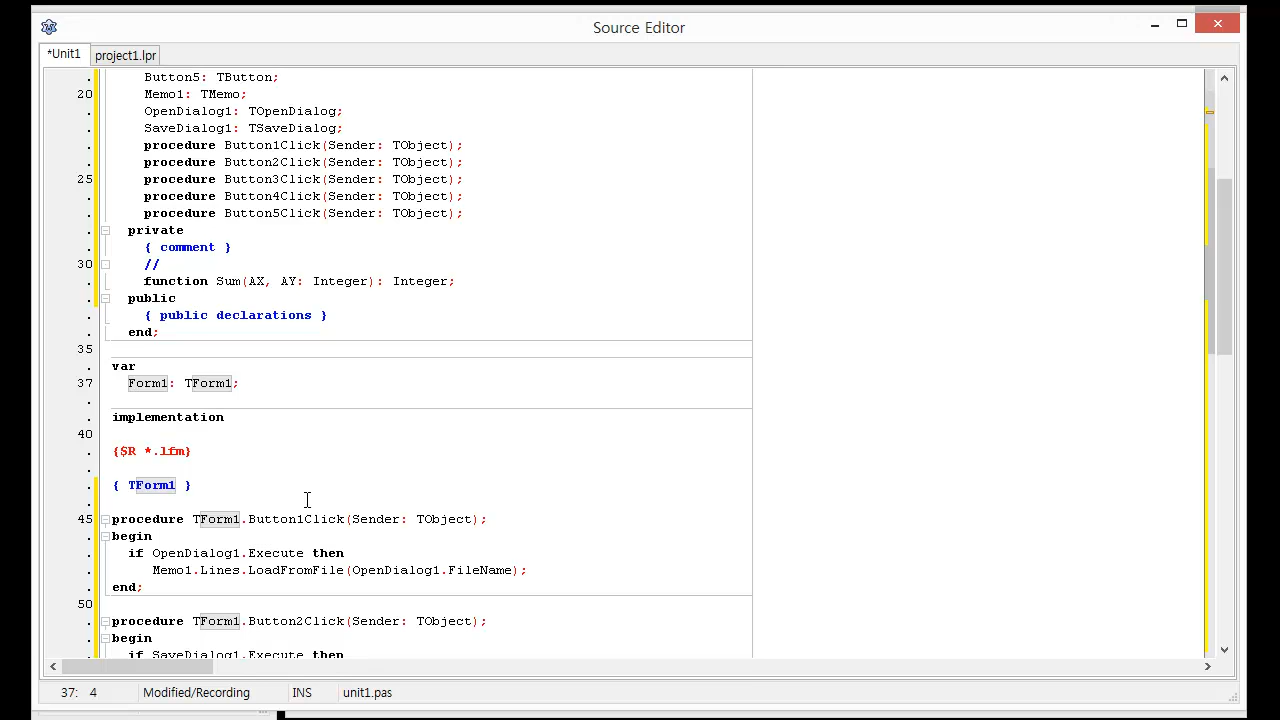 Source Editor
*Unit1
project1.lpr
. Button5: TButton;
20 Memo1: TMemo;
. OpenDialog1: TOpenDialog;
. SaveDialog1: TSaveDialog;
. procedure Button1Click(Sender: TObject);
. procedure Button2Click(Sender: TObject);
25 procedure Button3Click(Sender: TObject);
. procedure Button4Click(Sender: TObject);
. procedure Button5Click(Sender: TObject);
. private
. { comment }
30 //
. function Sum(AX, AY: Integer): Integer;
. public
. { public declarations }
. end;
35
. var
37 Form1: TForm1;
.
. implementation
40
. {$R *.lfm}
.
. { TForm1 }
.
45 procedure TForm1.Button1Click(Sender: TObject);
. begin
. if OpenDialog1.Execute then
. Memo1.Lines.LoadFromFile(OpenDialog1.FileName);
. end;
50
. procedure TForm1.Button2Click(Sender: TObject);
. begin
. if SaveDialog1.Execute then
37: 4 Modified/Recording INS unit1.pas